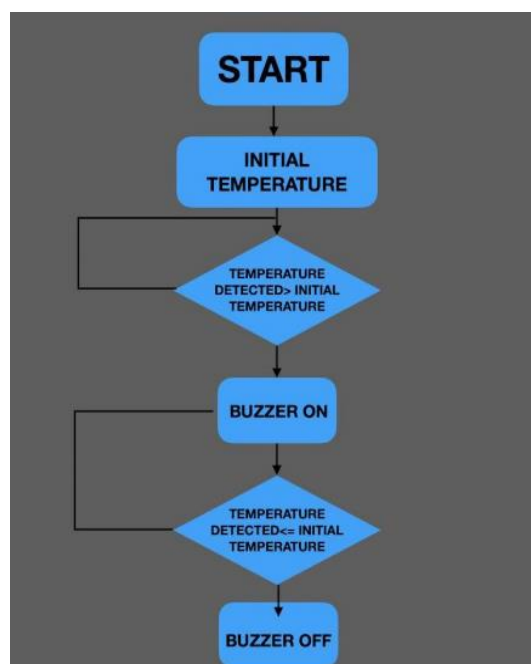 START
INITIAL
TEMPERATURE
TEMPERATURE
DETECTED> INITIAL
TEMPERATURE
BUZZER ON
TEMPERATURE
DETECTED<= INITIAL
TEMPERATURE
BUZZER OFF